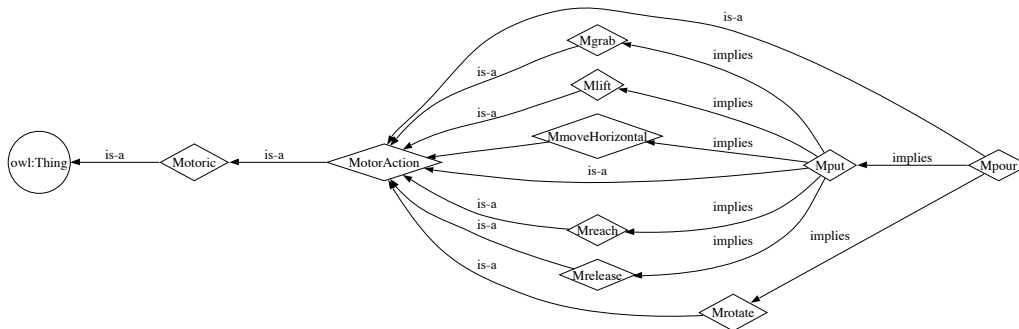 is-a
Mgrab
implies
is-a
Mlift
implies
is-a
MmoveHorizontal
implies
owl:Thing
is-a
Motoric
is-a
MotorAction
is-a
Mput
implies
Mpour
is-a
Mreach
implies
is-a
implies
implies
Mrelease
is-a
Mrotate